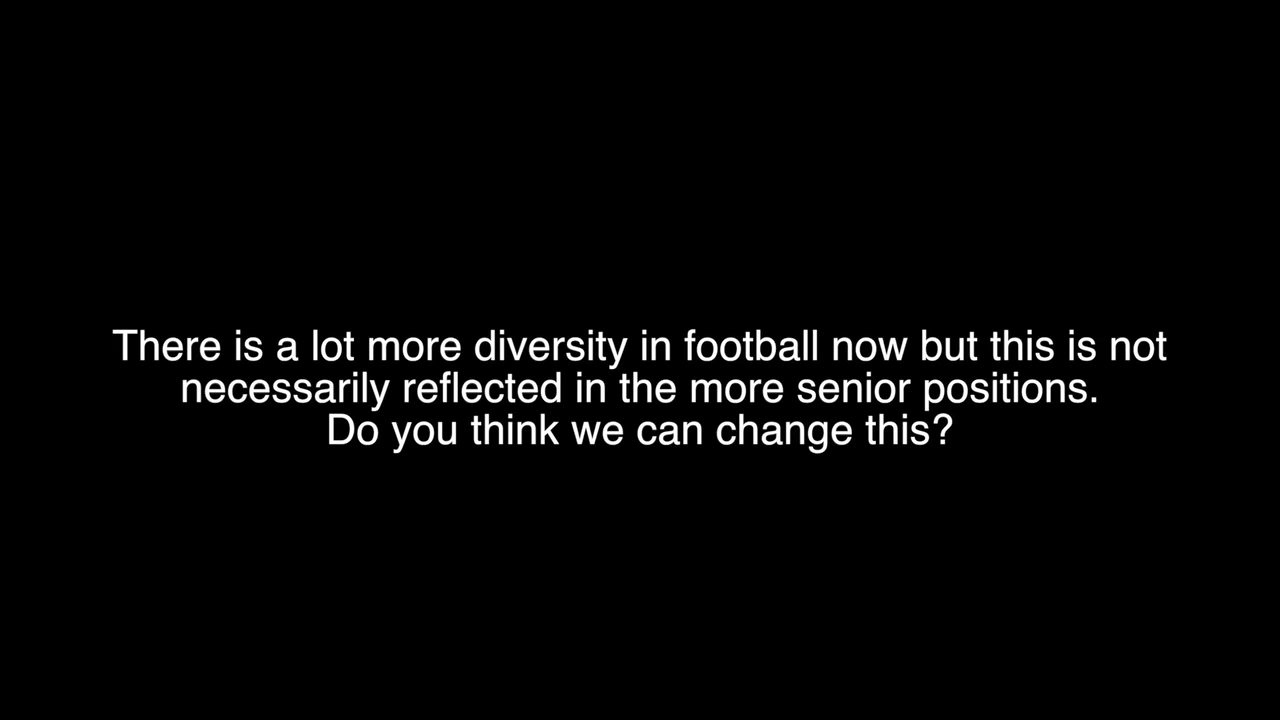 There is a lot more diversity in football now but this is not
necessarily reflected in the more senior positions.
Do you think we can change this?